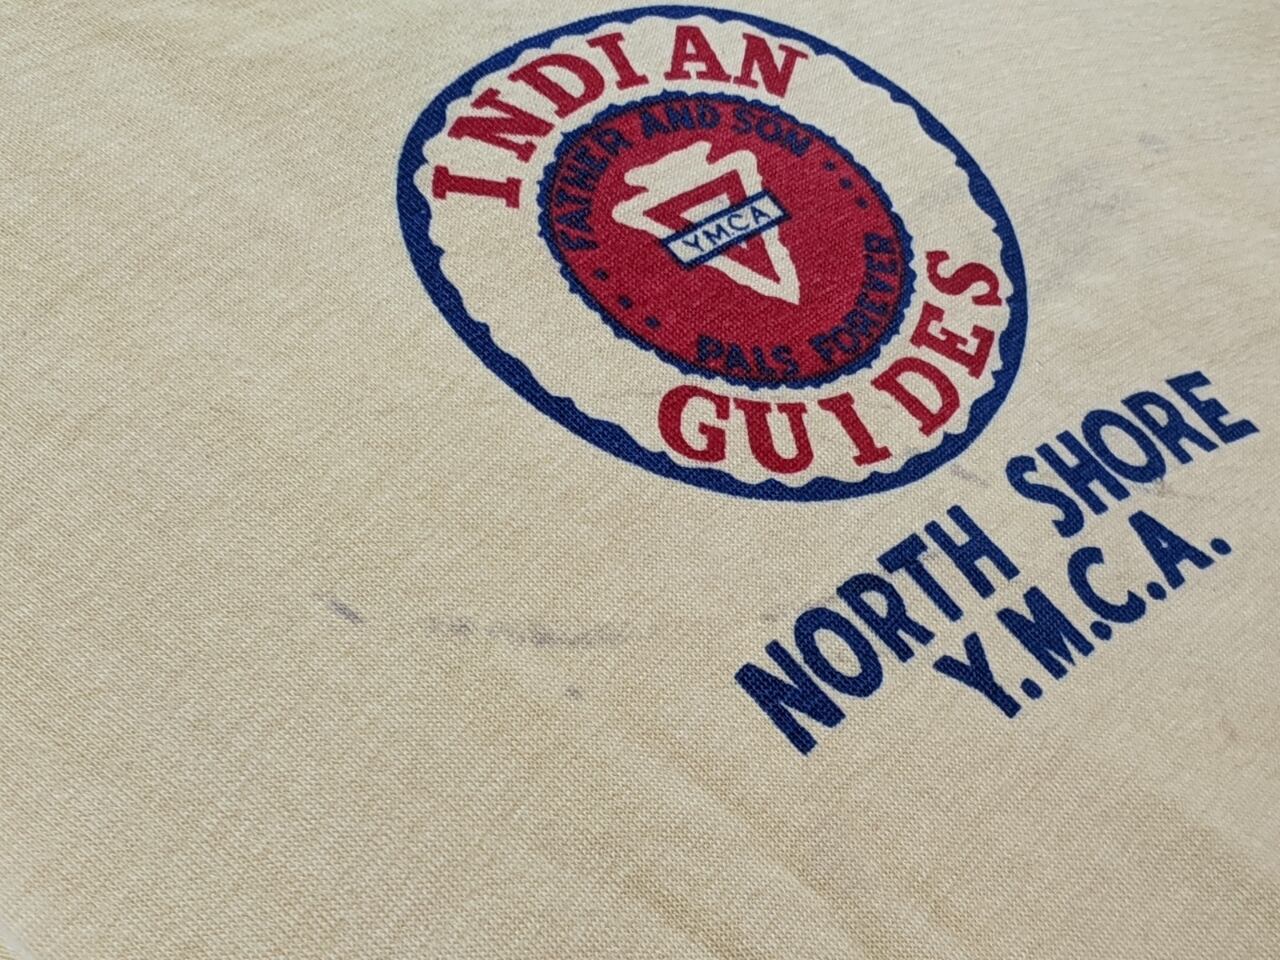 INDIAN
FATHER AND SON
YMCA
PALS FOREVER
GUIDES
NORTH SHORE
Y.M.C.A.